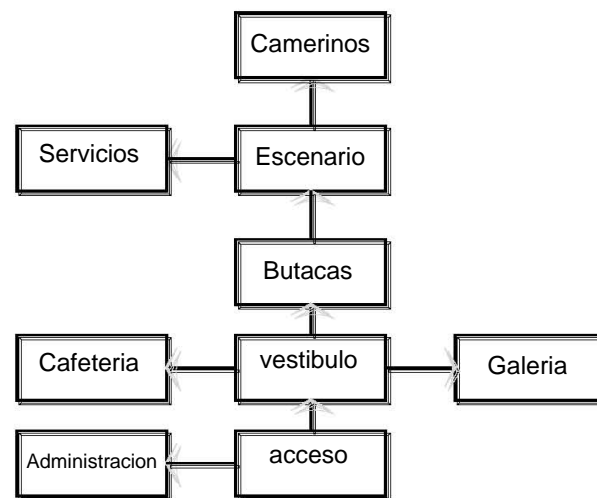 Camerinos
Servicios
Escenario
Butacas
Cafeteria
vestibulo
Galeria
Administracion
acceso